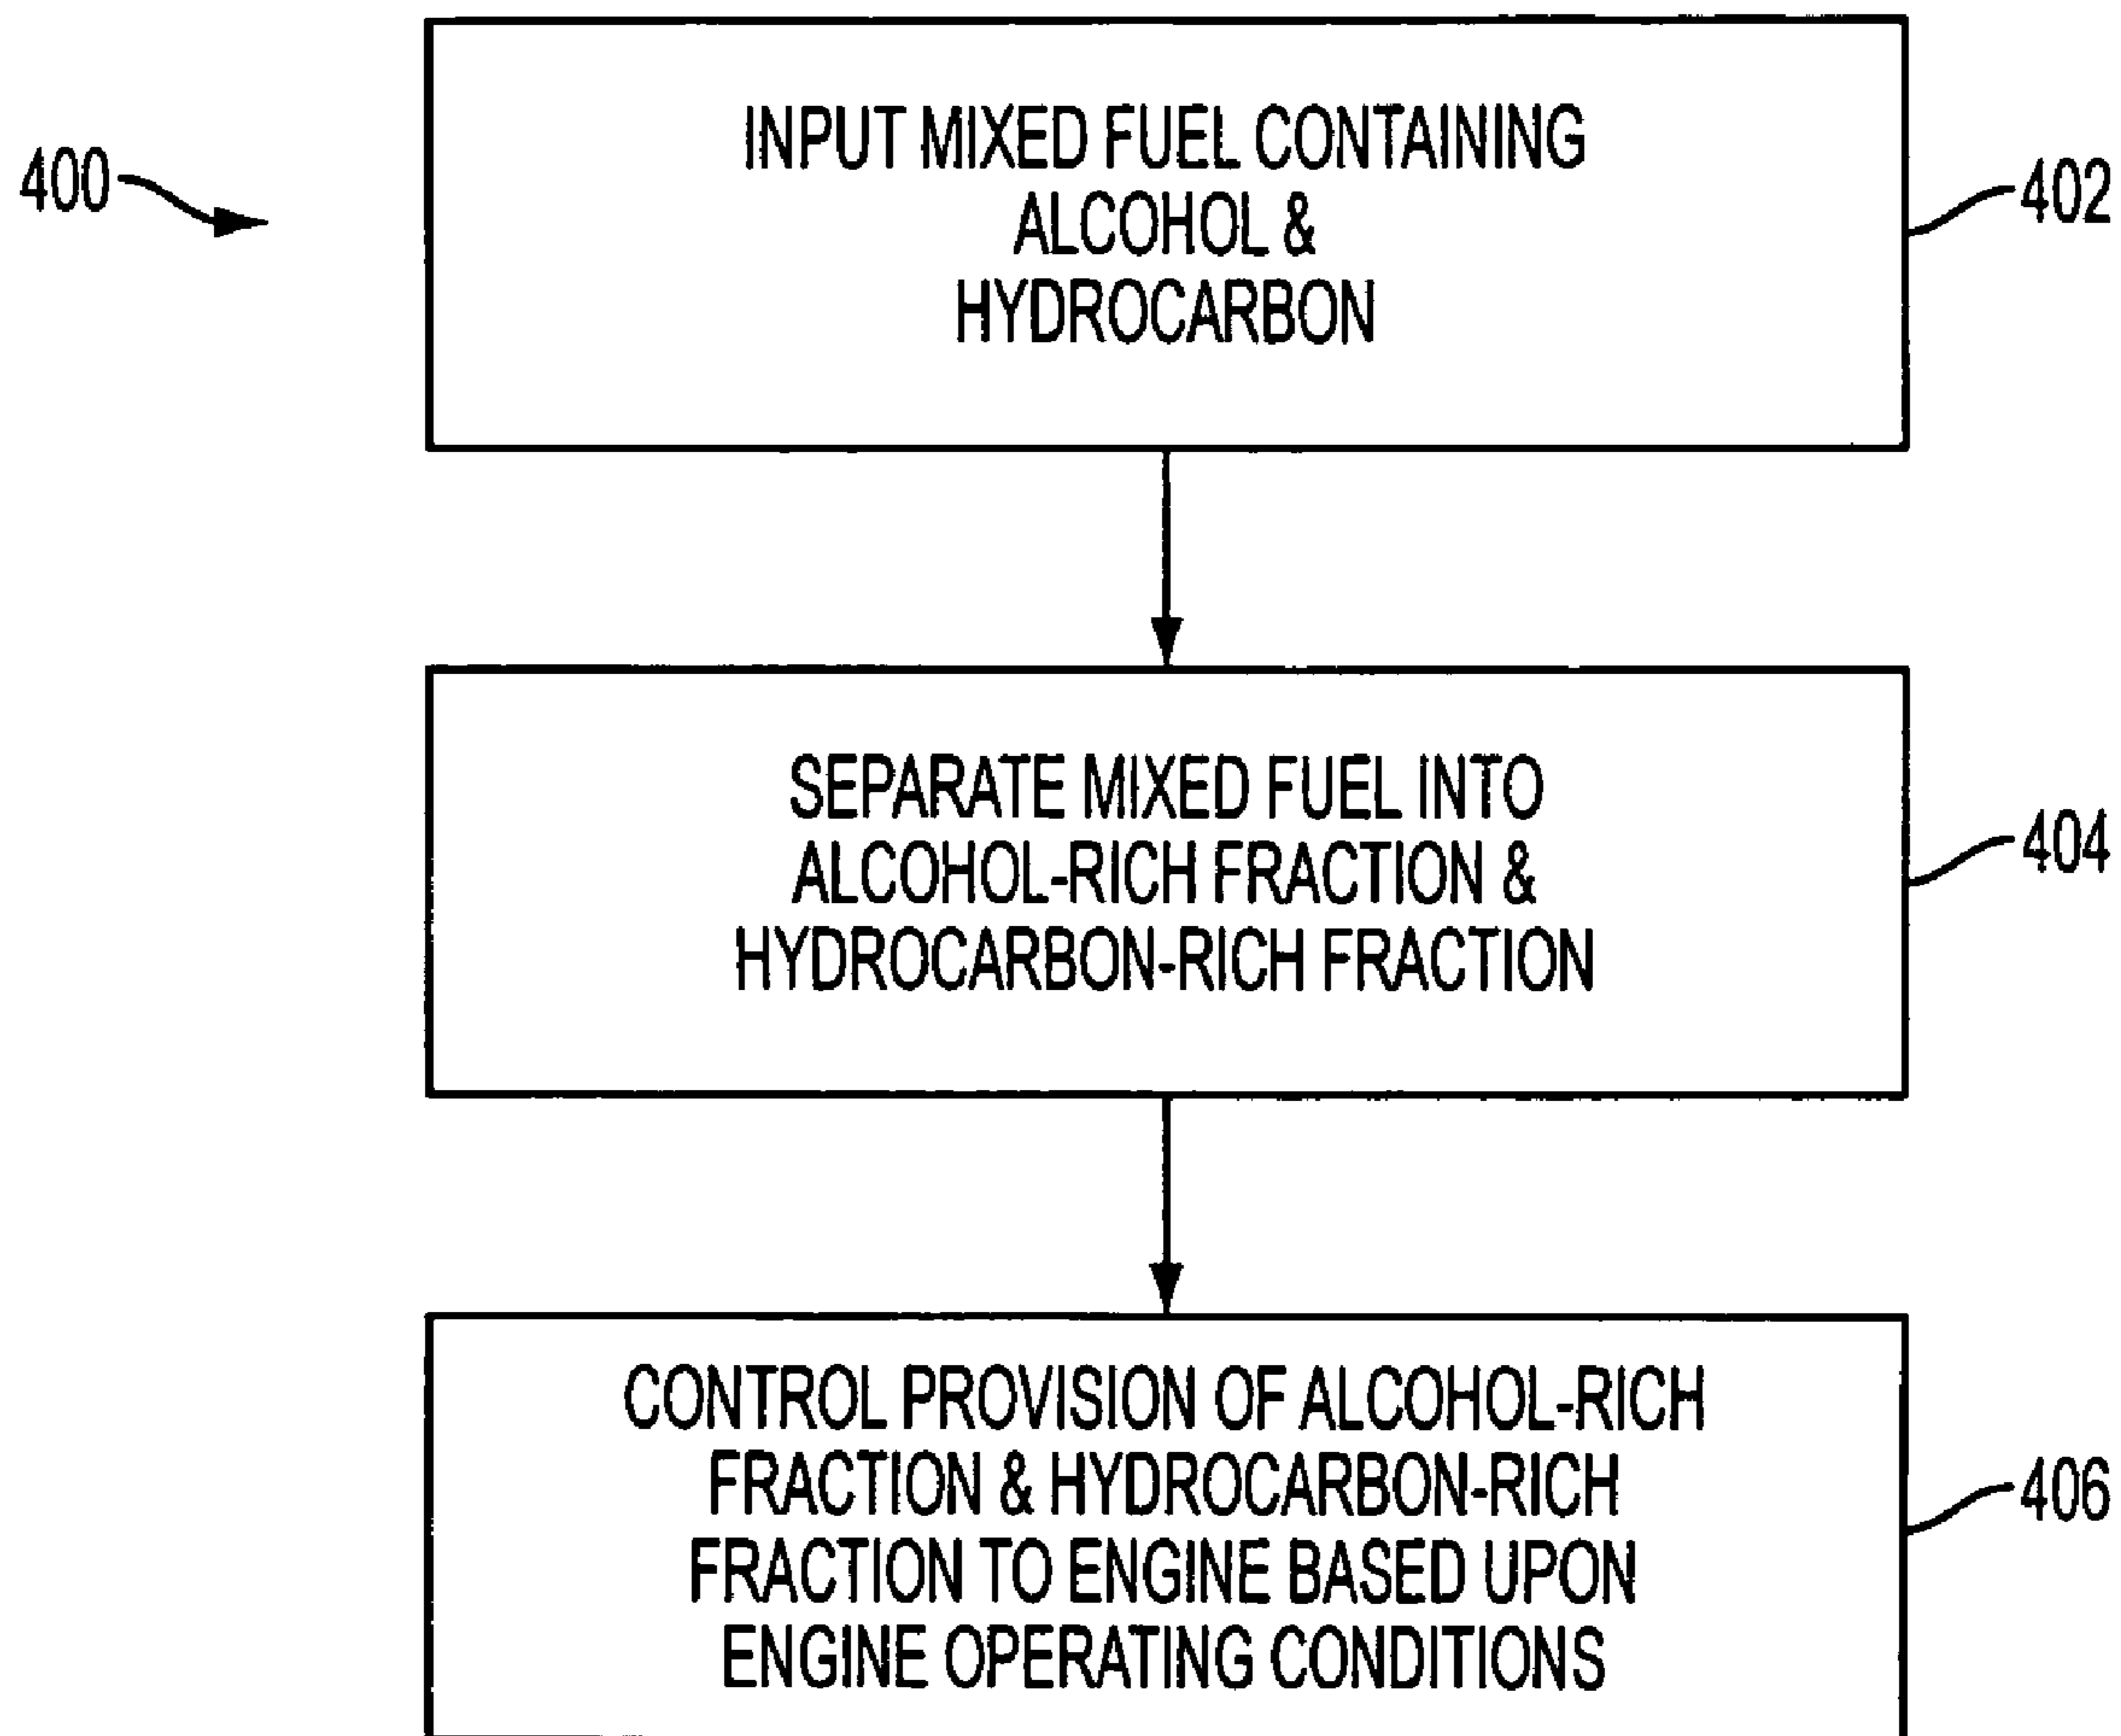 400
INPUT MIXED FUEL CONTAINING
ALCOHOL &
HYDROCARBON
402
SEPARATE MIXED FUEL INTO
ALCOHOL-RICH FRACTION &
HYDROCARBON-RICH FRACTION
404
CONTROL PROVISION OF ALCOHOL-RICH
FRACTION & HYDROCARBON-RICH
FRACTION TO ENGINE BASED UPON
ENGINE OPERATING CONDITIONS
406